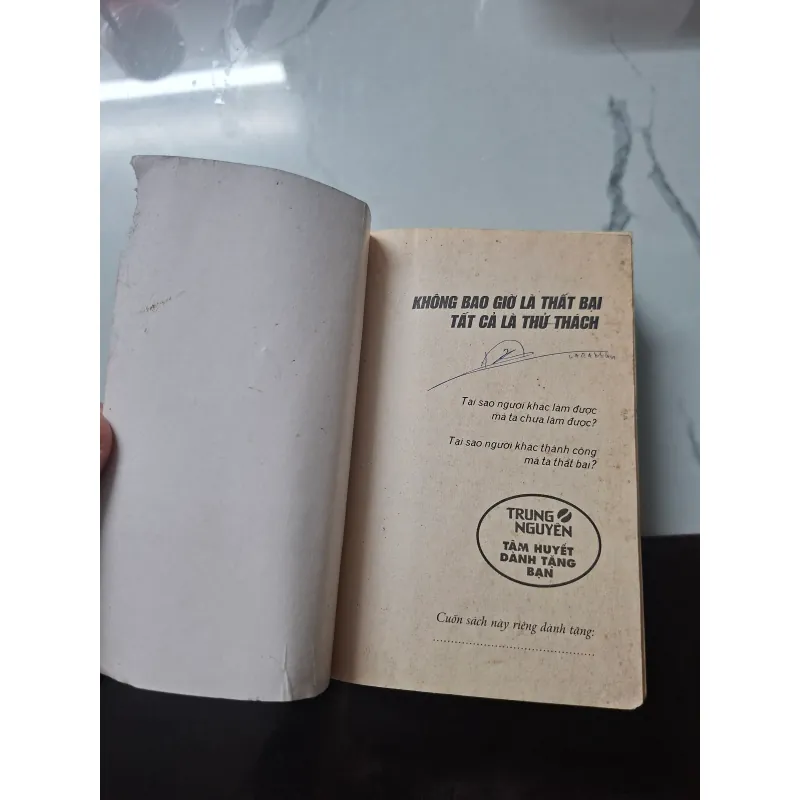 KHÔNG BAO GIỜ LÀ THẤT BẠI
TẤT CẢ LÀ THỬ THÁCH
Tại sao người khác làm được
mà ta chưa làm được?
Tại sao người khác thành công
mà ta thất bại?
TRUNG
NGUYÊN
TÂM HUYẾT
DÀNH TẶNG
BẠN
Cuốn sách này riêng dành tặng: